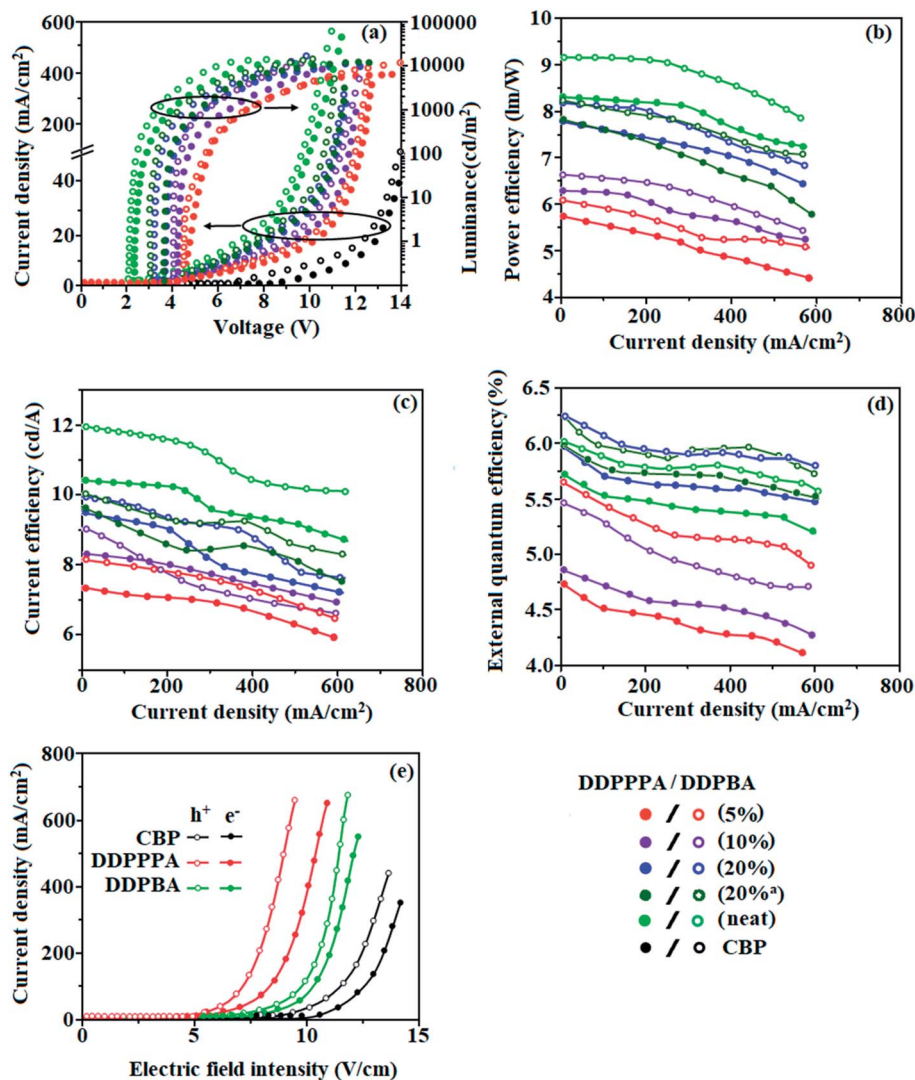 (a)
Current density (mA/cm²)
600
400
200
40
20
0
0 2 4 6 8 10 12 14
Voltage (V)
100000
10000
1000
100
10
1
Luminance(cd/m²)
(b)
Power efficiency (lm/W)
10
9
8
7
6
5
4
0 200 400 600 800
Current density (mA/cm²)
(c)
Current efficiency (cd/A)
12
10
8
6
0 200 400 600 800
Current density (mA/cm²)
(d)
External quantum efficiency(%)
6.5
6.0
5.5
5.0
4.5
4.0
0 200 400 600 800
Current density (mA/cm²)
(e)
Current density (mA/cm²)
800
600
400
200
0
h⁺ e⁻
CBP
DDPPPA
DDPBA
0 5 10 15
Electric field intensity (V/cm)
DDPPPA / DDPBA
/ (5%)
/ (10%)
/ (20%)
/ (20%ᵃ)
/ (neat)
/ CBP